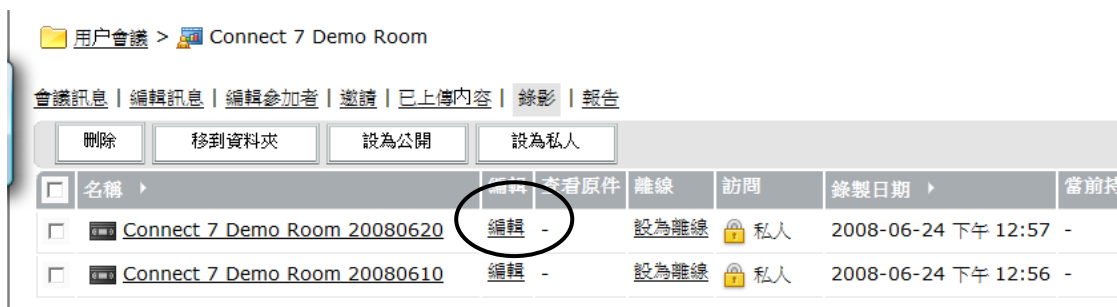 用户會議 > Connect 7 Demo Room
會議訊息 | 編輯訊息 | 編輯參加者 | 邀請 | 已上傳內容 | 錄影 | 報告
刪除 移到資料夾 設為公開 設為私人
名稱 編輯 查看原件 離線 訪問 錄製日期 當前持
Connect 7 Demo Room 20080620 編輯 - 設為離線 私人 2008-06-24 下午 12:57 -
Connect 7 Demo Room 20080610 編輯 - 設為離線 私人 2008-06-24 下午 12:56 -